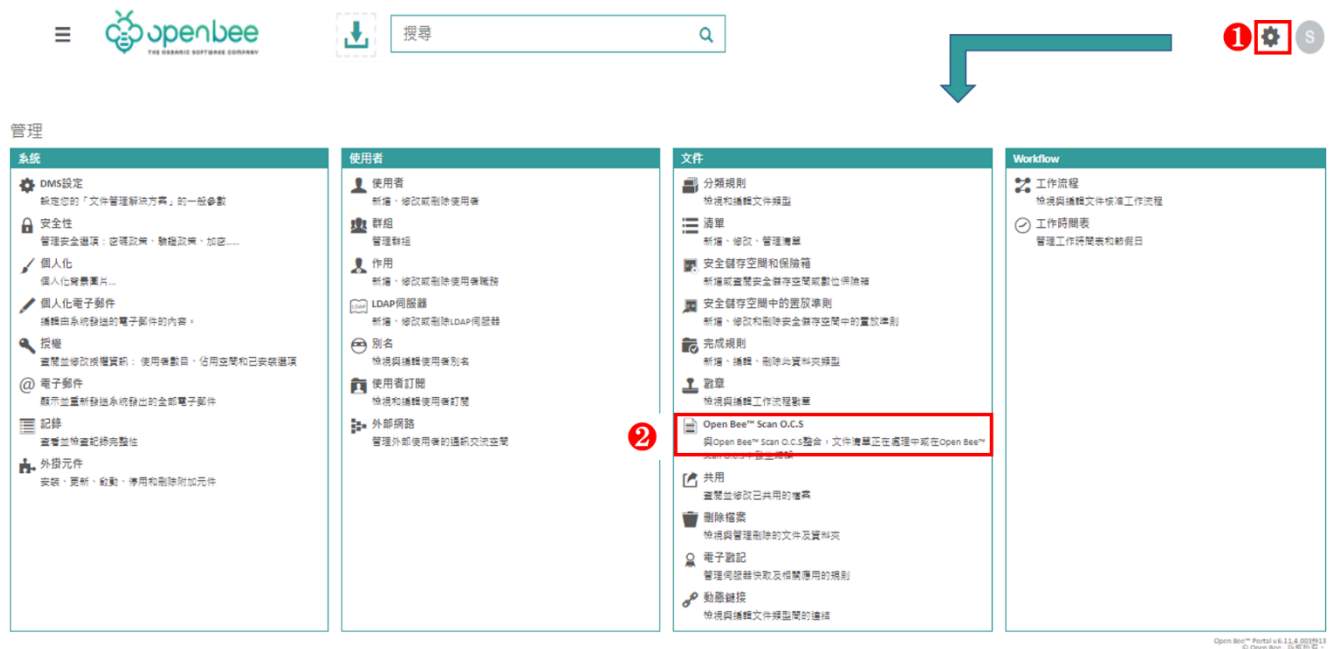 openbee
THE ORGANIC SOFTWARE COMPANY
搜尋
1
S
管理
系統
DMS設定
設定您的「文件管理解決方案」的一般參數
安全性
管理安全選項：密碼政策、驗證政策、加密......
個人化
個人化背景圖片...
個人化電子郵件
編輯由系統發送的電子郵件的內容。
授權
查閱並修改授權資訊： 使用者數目、佔用空間和已安裝選項
電子郵件
顯示並重新發送系統發出的全部電子郵件
記錄
查看並檢查記錄完整性
外掛元件
安裝、更新、啟動、停用和刪除附加元件
使用者
使用者
新增、修改或刪除使用者
群組
管理群組
作用
新增、修改或刪除使用者職務
LDAP
LDAP伺服器
新增、修改或刪除LDAP伺服器
別名
檢視與編輯使用者別名
使用者訂閱
檢視和編輯使用者訂閱
外部網路
管理外部使用者的通訊交流空間
文件
分類規則
檢視和編輯文件類型
清單
新增、修改、管理清單
安全儲存空間和保險箱
新增或查閱安全儲存空間或數位保險箱
安全儲存空間中的置放準則
新增、修改和刪除安全儲存空間中的置放準則
完成規則
新增、編輯、刪除此資料夾類型
戳章
檢視與編輯工作流程戳章
2
Open Bee™ Scan O.C.S
與Open Bee™ Scan O.C.S整合，文件清單正在處理中或在Open Bee™
Scan O.C.S中發生錯誤
共用
查閱並修改已共用的檔案
刪除檔案
檢視與管理刪除的文件及資料夾
電子戳記
管理伺服器快取及相關應用的規則
動態鏈接
檢視與編輯文件類型間的連結
Workflow
工作流程
檢視與編輯文件核准工作流程
工作時間表
管理工作時間表和節假日
Open Bee™ Portal v.6.11.4.003f913
© Open Bee - 版權所有。